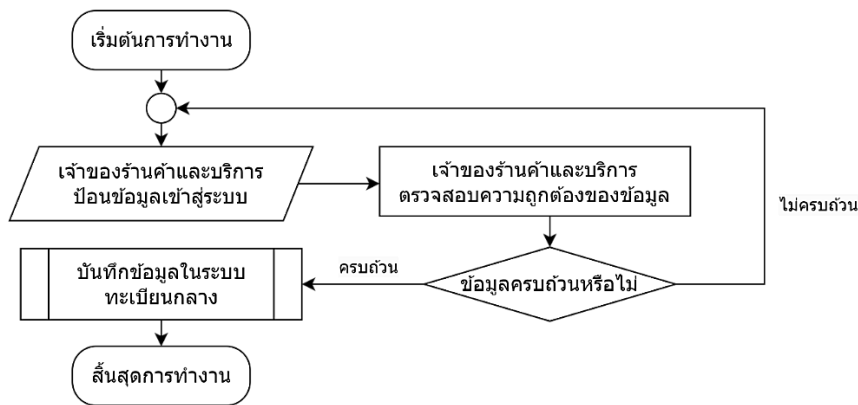 เริ่มต้นการทำงาน
เจ้าของร้านค้าและบริการ
ป้อนข้อมูลเข้าสู่ระบบ
เจ้าของร้านค้าและบริการ
ตรวจสอบความถูกต้องของข้อมูล
ไม่ครบถ้วน
ข้อมูลครบถ้วนหรือไม่
ครบถ้วน
บันทึกข้อมูลในระบบ
ทะเบียนกลาง
สิ้นสุดการทำงาน